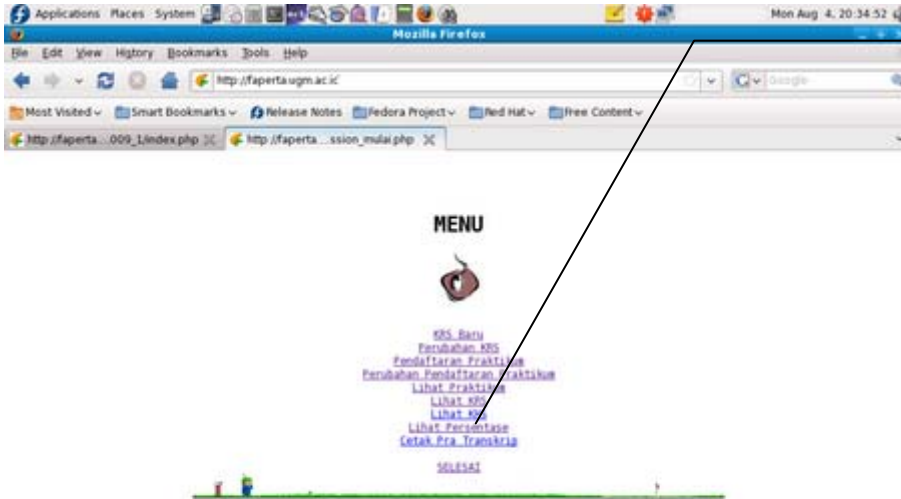 Applications Places System Mon Aug 4, 20:34:52
Mozilla Firefox
File Edit View History Bookmarks Tools Help
http://faperta.ugm.ac.id/ Google
Most Visited Smart Bookmarks Release Notes Fedora Project Red Hat Free Content
http://faperta...009_1/index.php http://faperta...ssion_mulai.php
MENU
KRS Baru
Perubahan KRS
Pendaftaran Praktikum
Perubahan Pendaftaran Praktikum
Lihat Praktikum
Lihat KRS
Lihat KHS
Lihat Persentase
Cetak Pra Transkrip
SELESAI